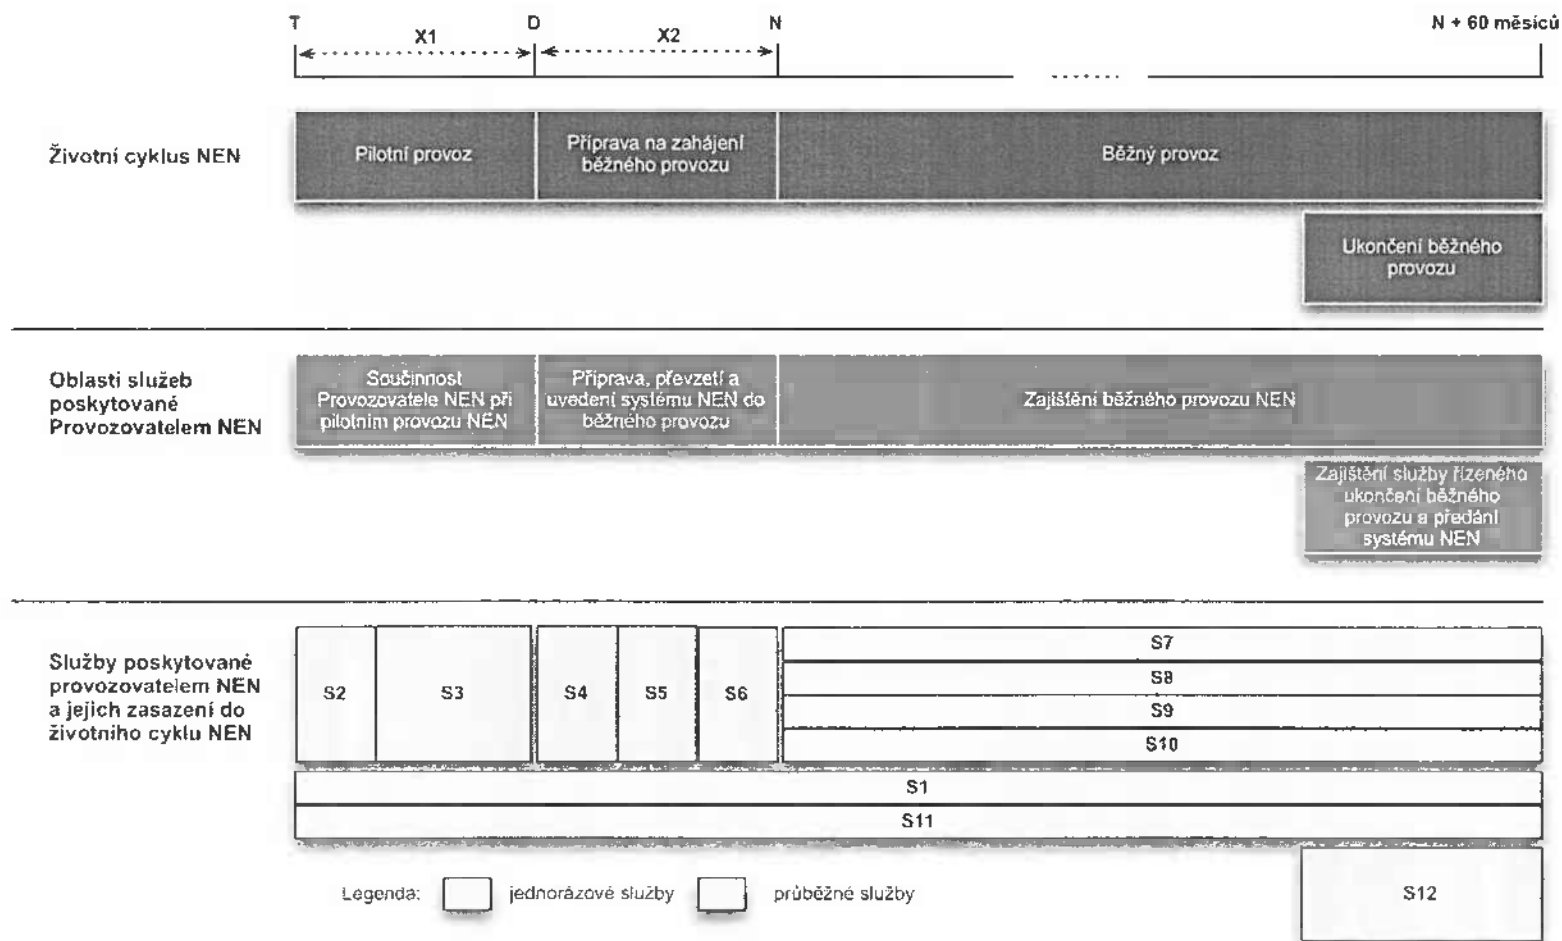 T
X1
D
X2
N
N + 60 měsíců
Životní cyklus NEN
Pilotní provoz
Příprava na zahájení
běžného provozu
Běžný provoz
Ukončení běžného
provozu
Oblasti služeb
poskytované
Provozovatelem NEN
Součinnost
Provozovatele NEN při
pilotním provozu NEN
Příprava, převzetí a
uvedení systému NEN do
běžného provozu
Zajištění běžného provozu NEN
Zajištění služby řízeného
ukončení běžného
provozu a předání
systému NEN
Služby poskytované
provozovatelem NEN
a jejich zasazení do
životního cyklu NEN
S2
S3
S4
S5
S6
S7
S8
S9
S10
S1
S11
S12
Legenda:
jednorázové služby
průběžné služby